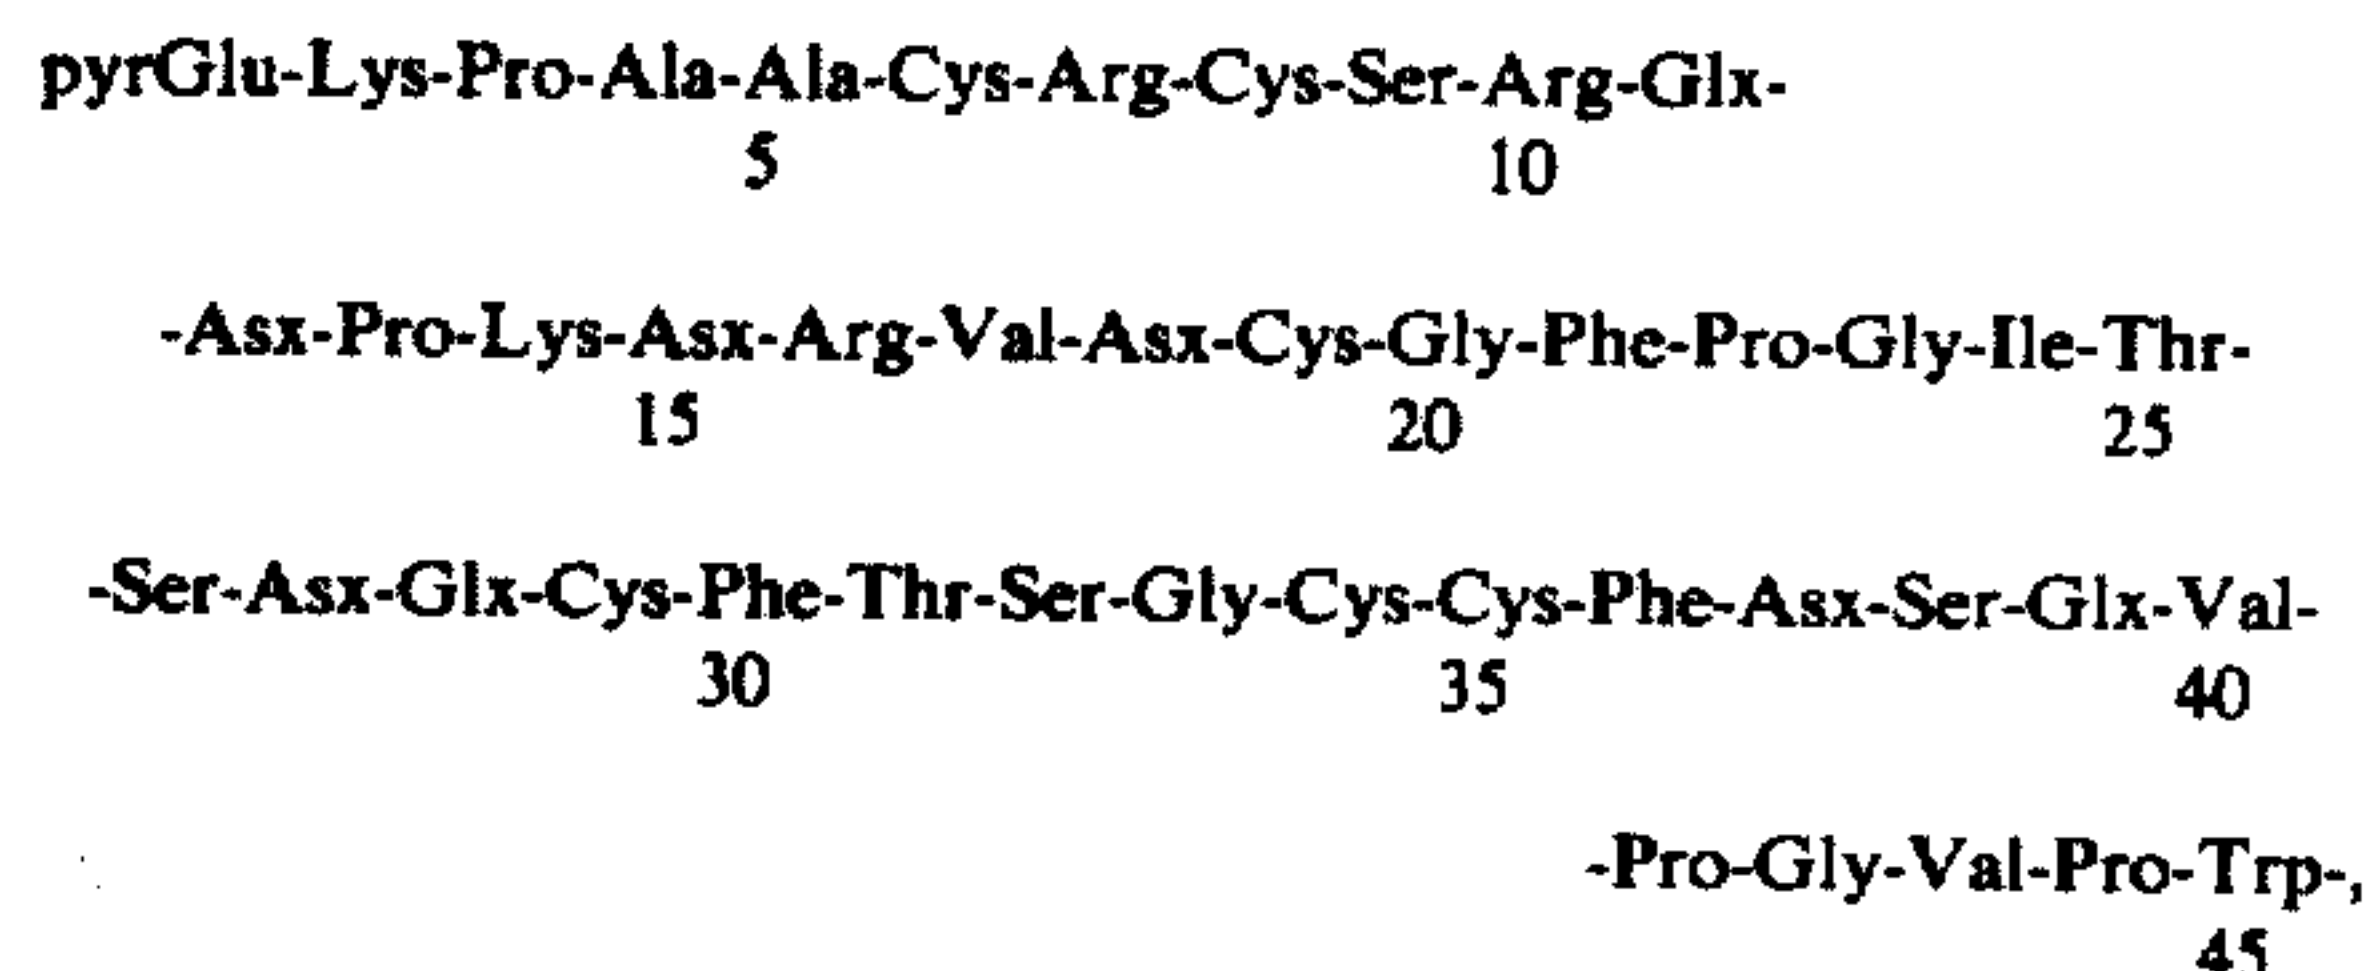 pyrGlu-Lys-Pro-Ala-Ala-Cys-Arg-Cys-Ser-Arg-Glx-
5 10
-Asx-Pro-Lys-Asx-Arg-Val-Asx-Cys-Gly-Phe-Pro-Gly-Ile-Thr-
15 20 25
-Ser-Asx-Glx-Cys-Phe-Thr-Ser-Gly-Cys-Cys-Phe-Asx-Ser-Glx-Val-
30 35 40
-Pro-Gly-Val-Pro-Trp-,
45